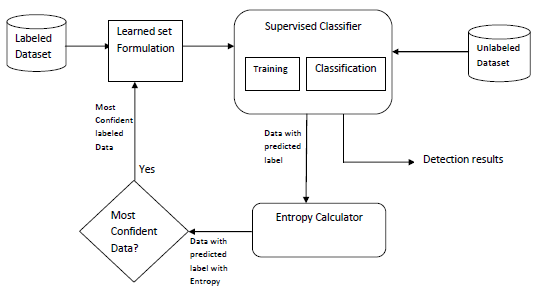 Labeled
Dataset
Learned set
Formulation
Supervised Classifier
Training
Classification
Unlabeled
Dataset
Most
Confident
labeled
Data
Data with
predicted
label
Detection results
Yes
Most
Confident
Data?
Data with
predicted
label with
Entropy
Entropy Calculator